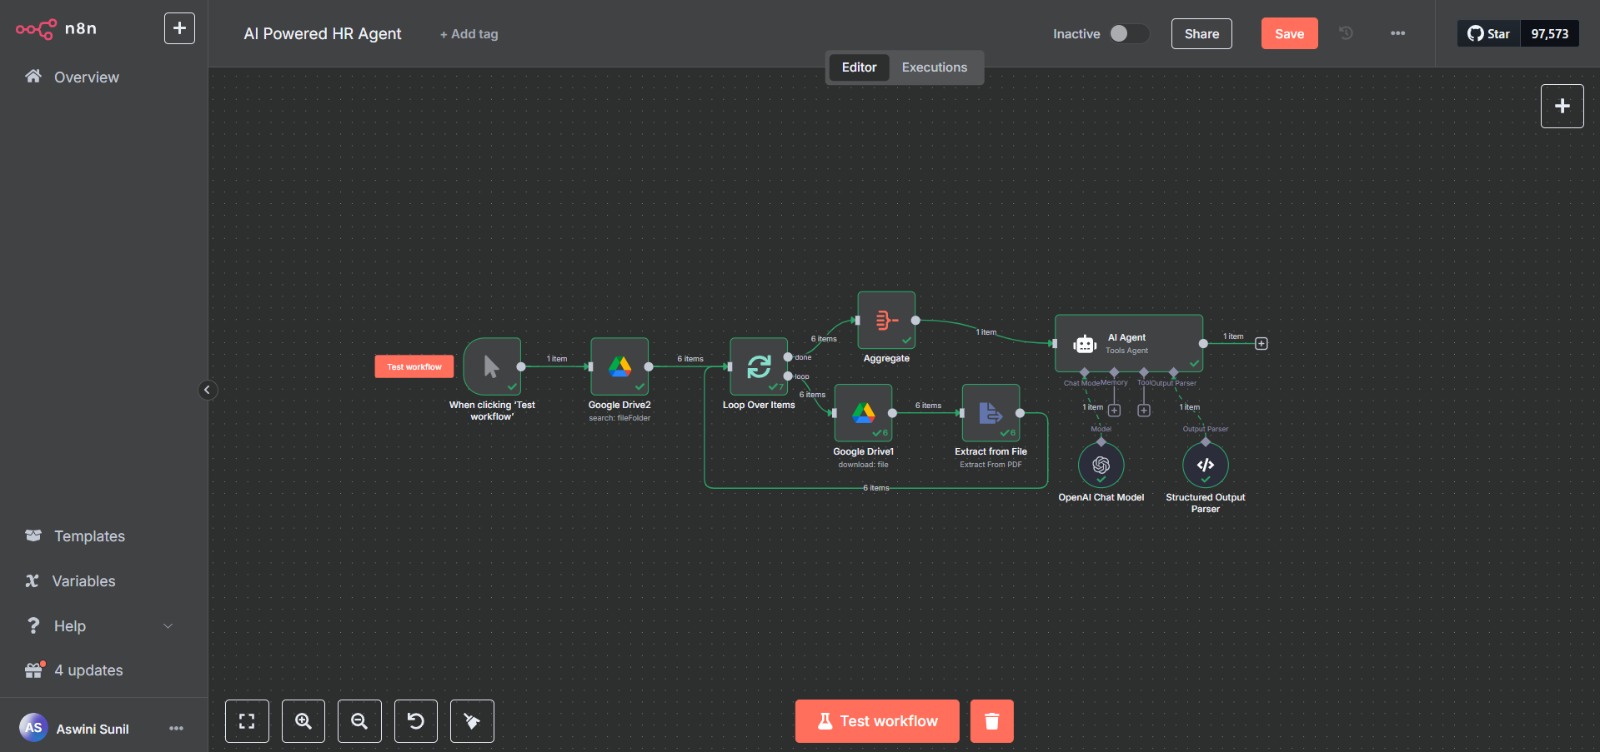 n8n
Overview
Templates
Variables
Help
4 updates
AS
Aswini Sunil
AI Powered HR Agent
+ Add tag
Inactive
Share
Save
Star
97,573
Editor
Executions
Test workflow
When clicking ‘Test
workflow’
1 item
Google Drive2
search: fileFolder
6 items
Loop Over Items
7
done
loop
6 items
Aggregate
6 items
Google Drive1
download: file
6
6 items
Extract from File
Extract From PDF
6
6 items
1 item
AI Agent
Tools Agent
1 item
Chat Model
Memory
Tool
Output Parser
1 item
1 item
Model
Output Parser
OpenAI Chat Model
Structured Output
Parser
Test workflow